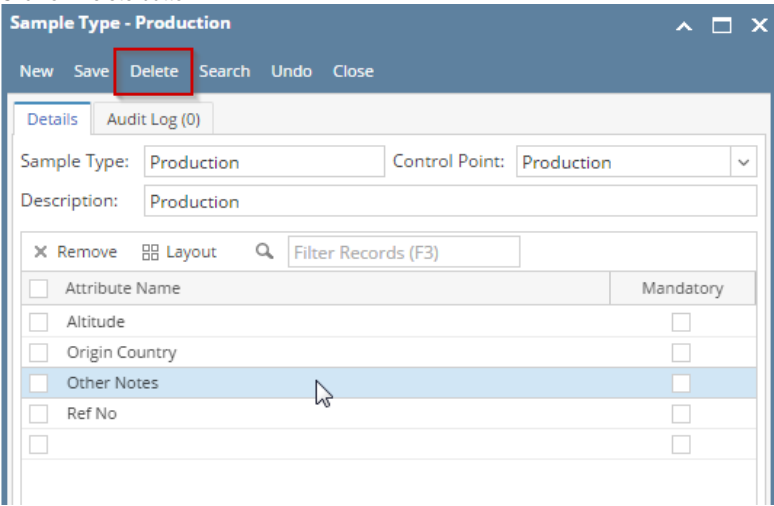 Sample Type - Production
New Save Delete Search Undo Close
Details Audit Log (0)
Sample Type: Production Control Point: Production
Description: Production
Remove Layout Filter Records (F3)
Attribute Name Mandatory
Altitude
Origin Country
Other Notes
Ref No